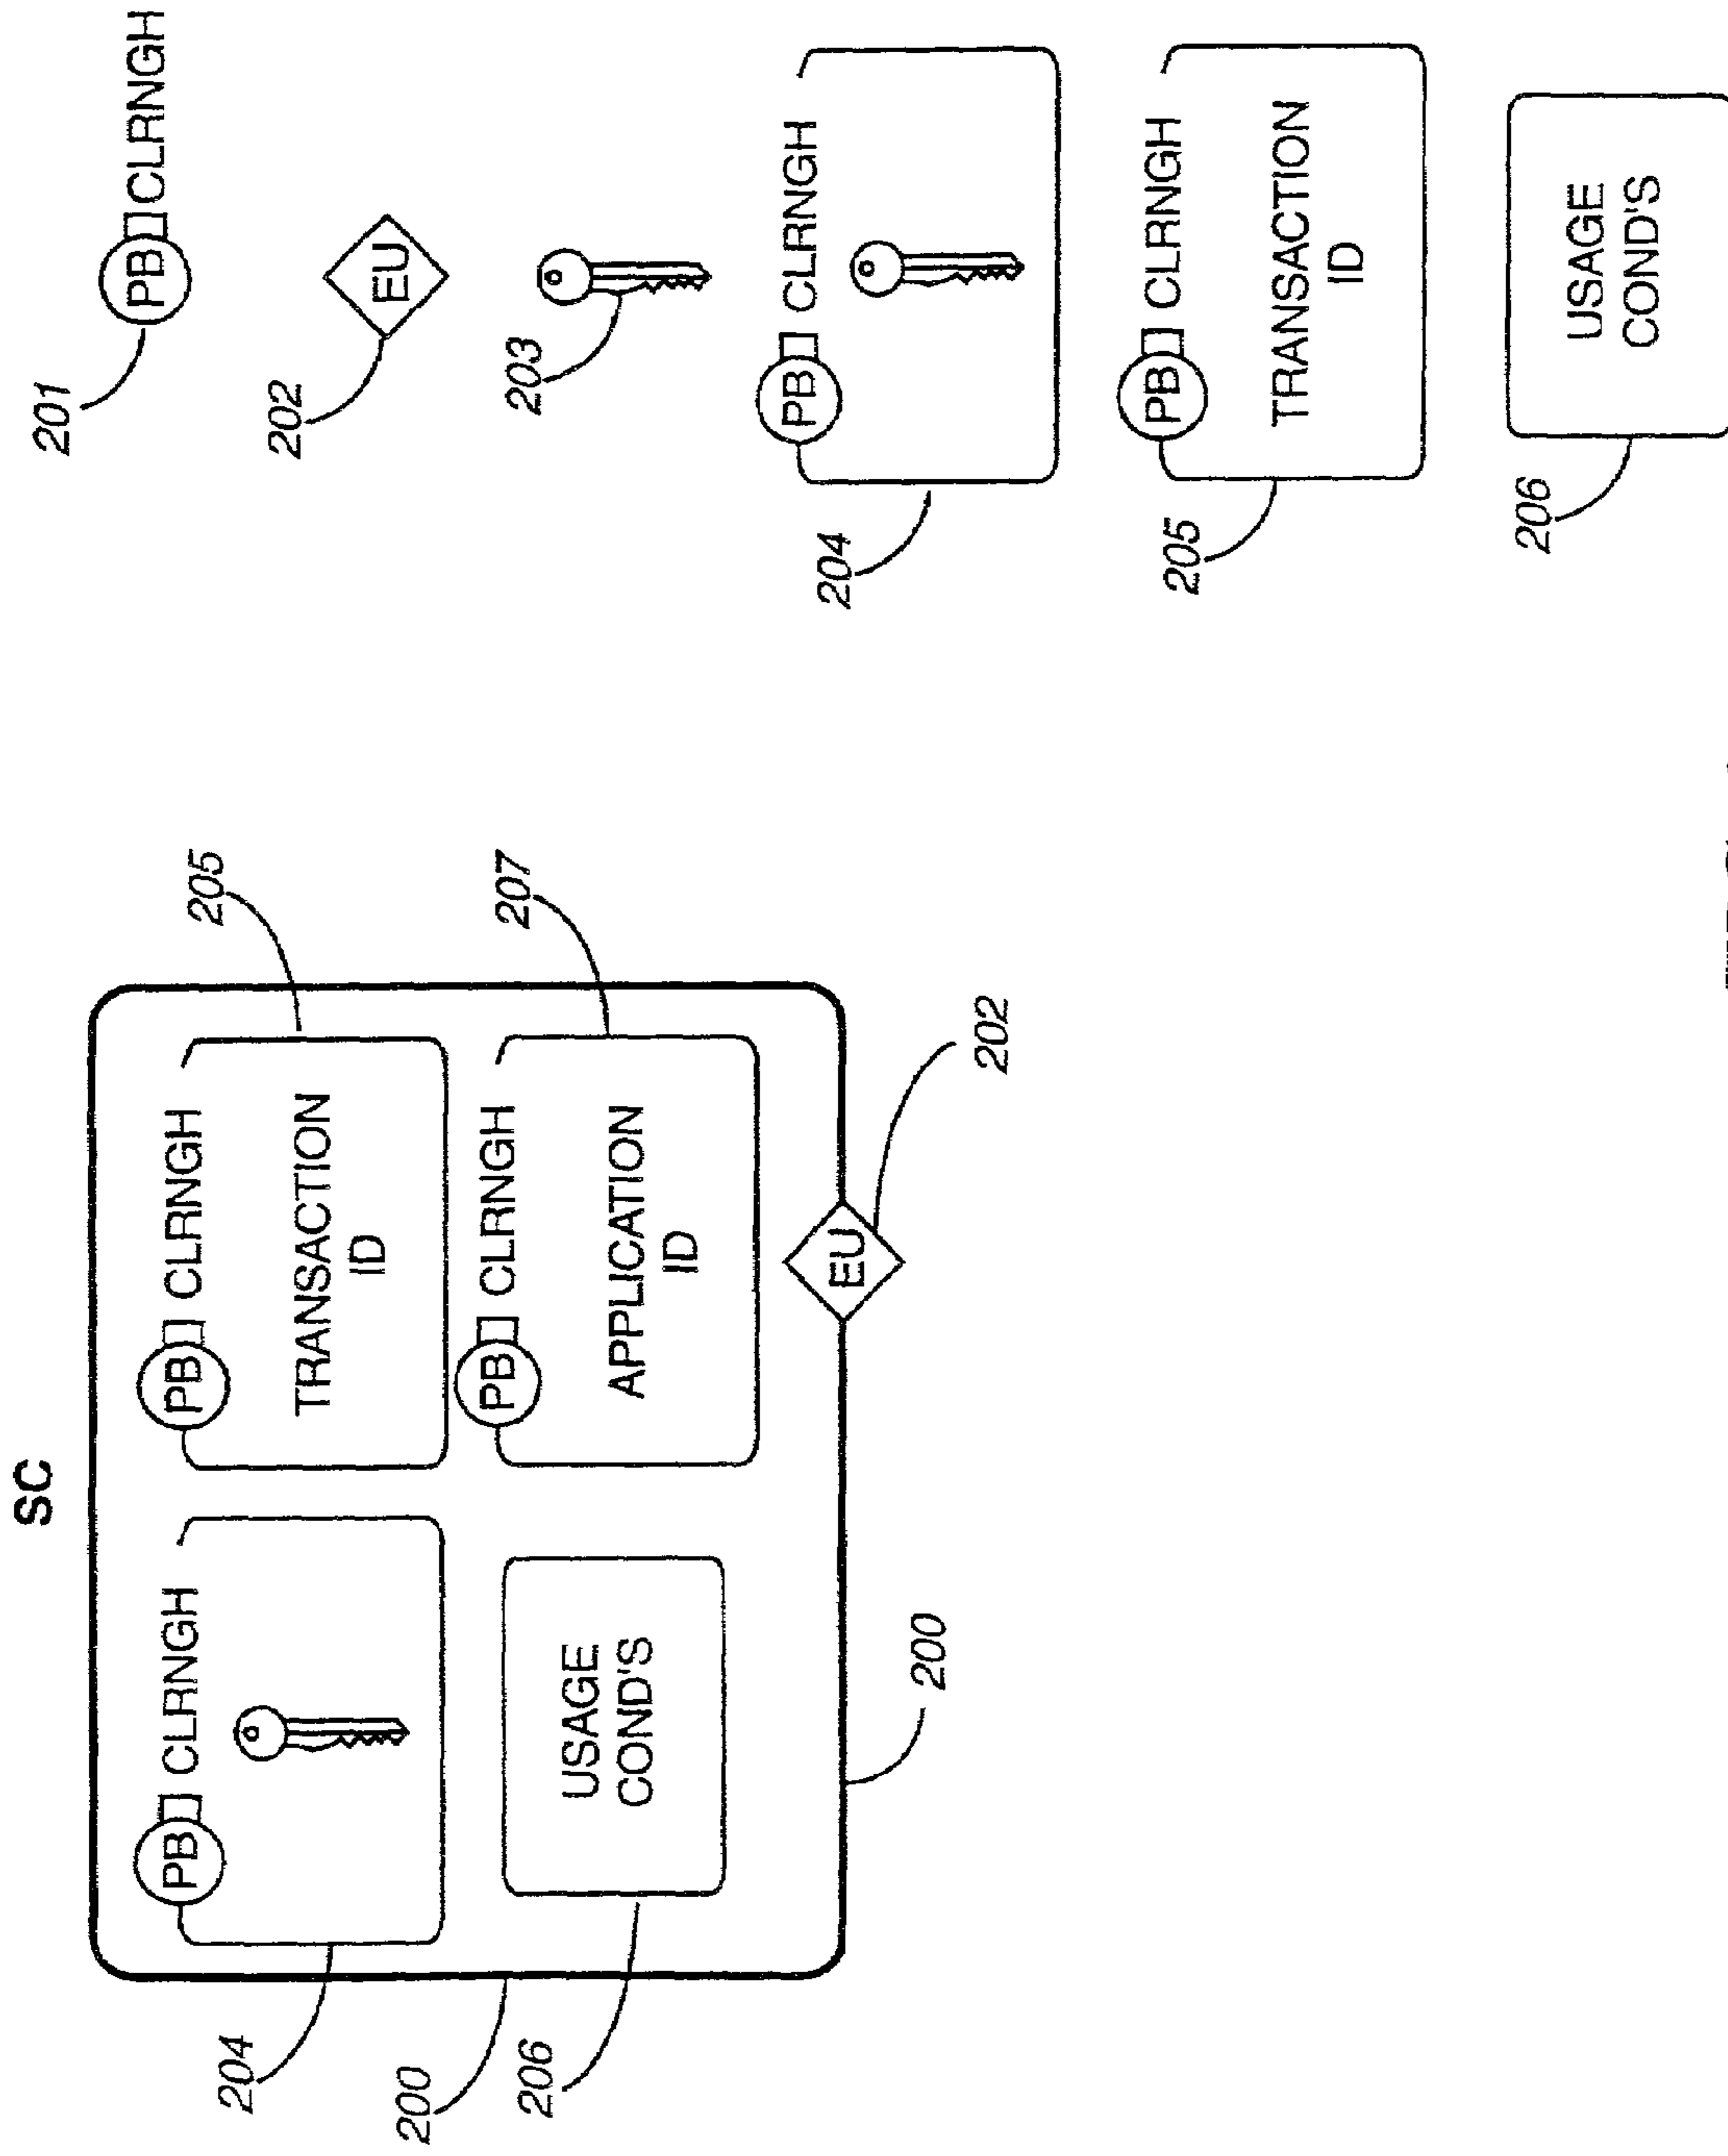 SC
204
PB CLRNGH
PB CLRNGH
TRANSACTION
ID
205
200
206
USAGE
COND'S
PB CLRNGH
APPLICATION
ID
207
EU
200
202
201
PB CLRNGH
202
EU
203
204
PB CLRNGH
205
PB CLRNGH
TRANSACTION
ID
206
USAGE
COND'S